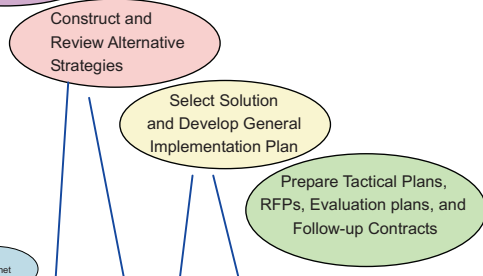 Construct and
Review Alternative
Strategies
Select Solution
and Develop General
Implementation Plan
Prepare Tactical Plans,
RFPs, Evaluation plans, and
Follow-up Contracts